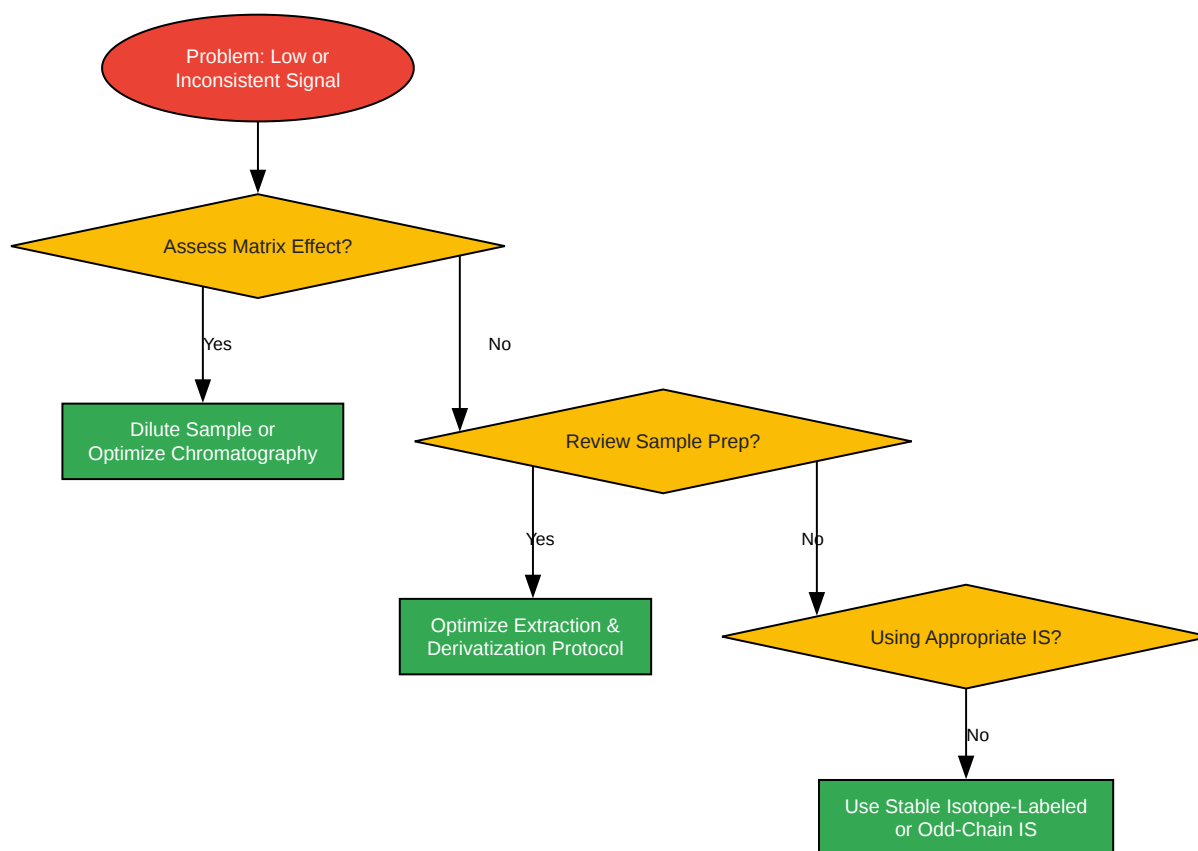 Problem: Low or
Inconsistent Signal
Assess Matrix Effect?
Yes
No
Dilute Sample or
Optimize Chromatography
Review Sample Prep?
Yes
No
Optimize Extraction &
Derivatization Protocol
Using Appropriate IS?
No
Use Stable Isotope-Labeled
or Odd-Chain IS